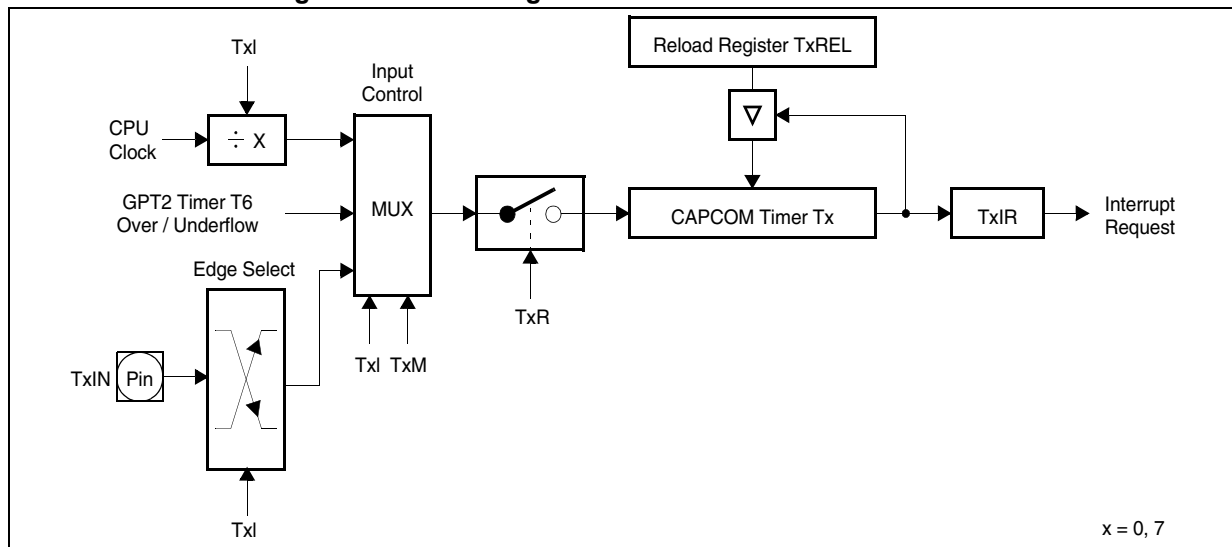 TxI
Reload Register TxREL
Input
Control
CPU
Clock
÷ X
∇
GPT2 Timer T6
Over / Underflow
MUX
CAPCOM Timer Tx
TxIR
Interrupt
Request
Edge Select
TxR
TxI TxM
TxIN
Pin
TxI
x = 0, 7